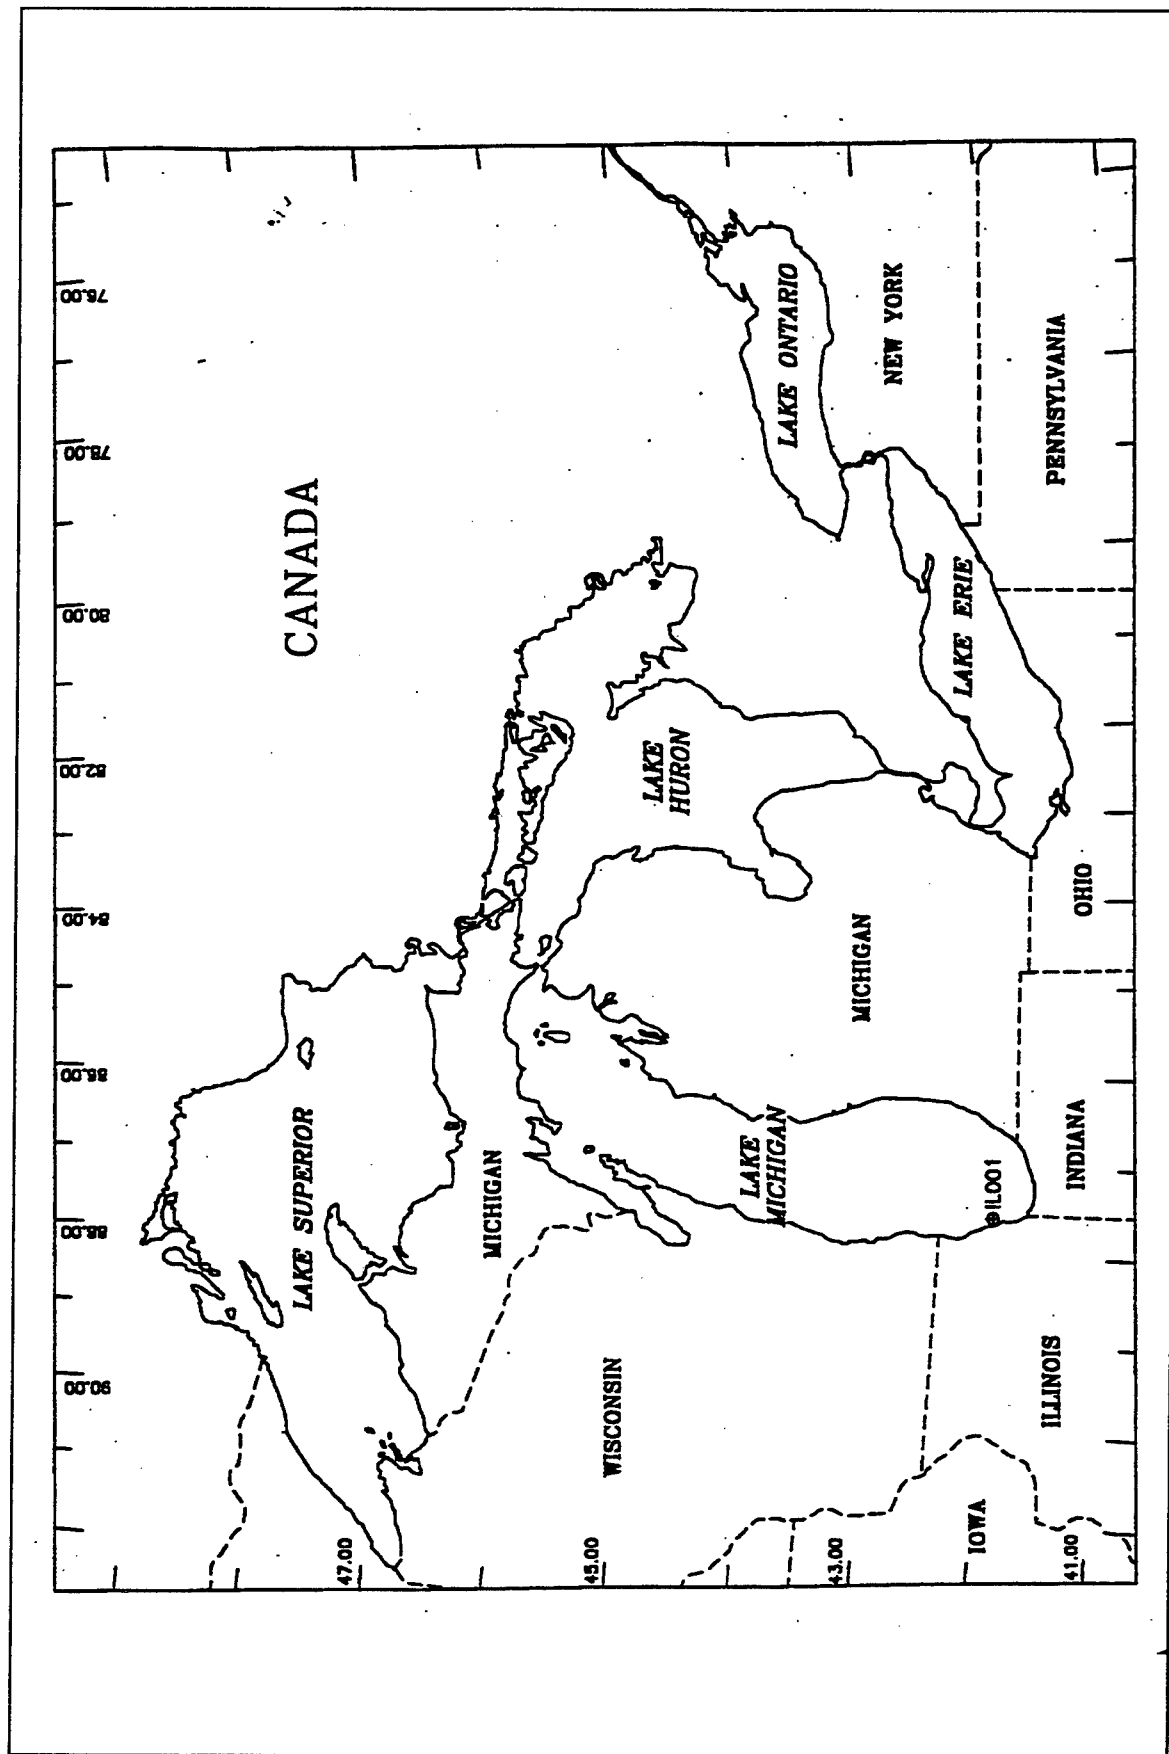 90.00
88.00
86.00
84.00
82.00
80.00
78.00
76.00
CANADA
LAKE SUPERIOR
47.00
MICHIGAN
45.00
WISCONSIN
LAKE
HURON
LAKE
MICHIGAN
LAKE ONTARIO
43.00
MICHIGAN
NEW YORK
LAKE ERIE
IOWA
IL001
ILLINOIS
INDIANA
OHIO
PENNSYLVANIA
41.00